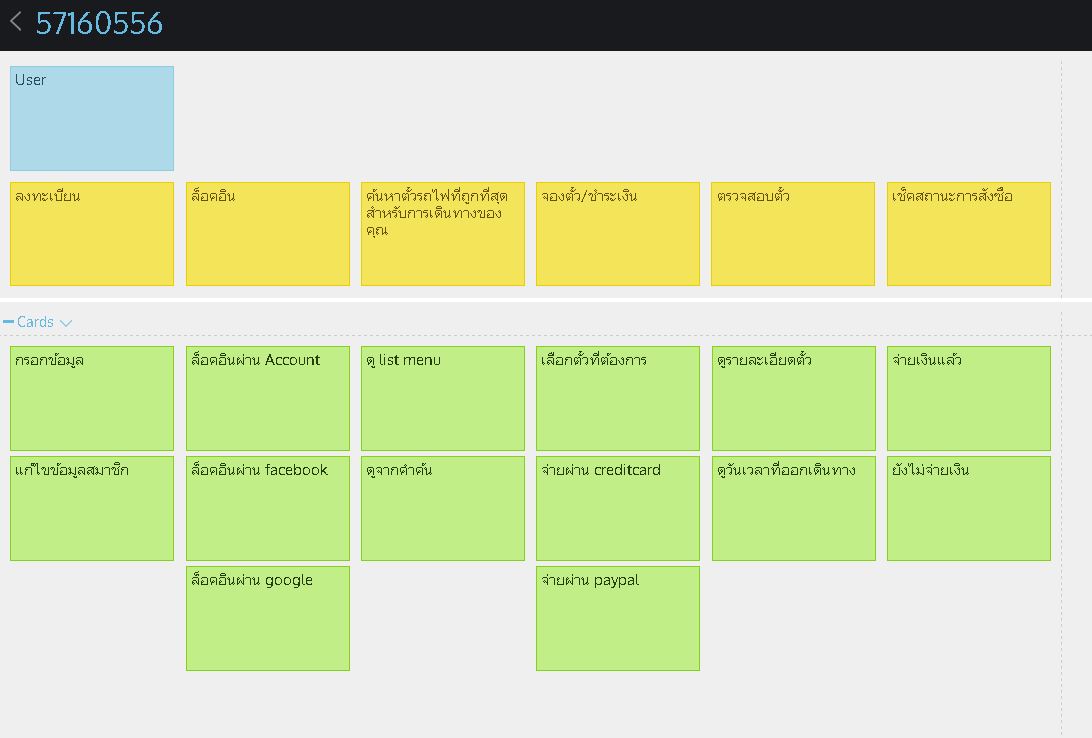 57160556
User
ลงทะเบียน
ล็อคอิน
ค้นหาตั๋วรถไฟที่ถูกที่สุด
สำหรับการเดินทางของ
คุณ
จองตั๋ว/ชำระเงิน
ตรวจสอบตั๋ว
เช็คสถานะการสั่งซื้อ
Cards
กรอกข้อมูล
ล็อคอินผ่าน Account
ดู list menu
เลือกตั๋วที่ต้องการ
ดูรายละเอียดตั๋ว
จ่ายเงินแล้ว
แก้ไขข้อมูลสมาชิก
ล็อคอินผ่าน facebook
ดูจากคำค้น
จ่ายผ่าน creditcard
ดูวันเวลาที่ออกเดินทาง
ยังไม่จ่ายเงิน
ล็อคอินผ่าน google
จ่ายผ่าน paypal